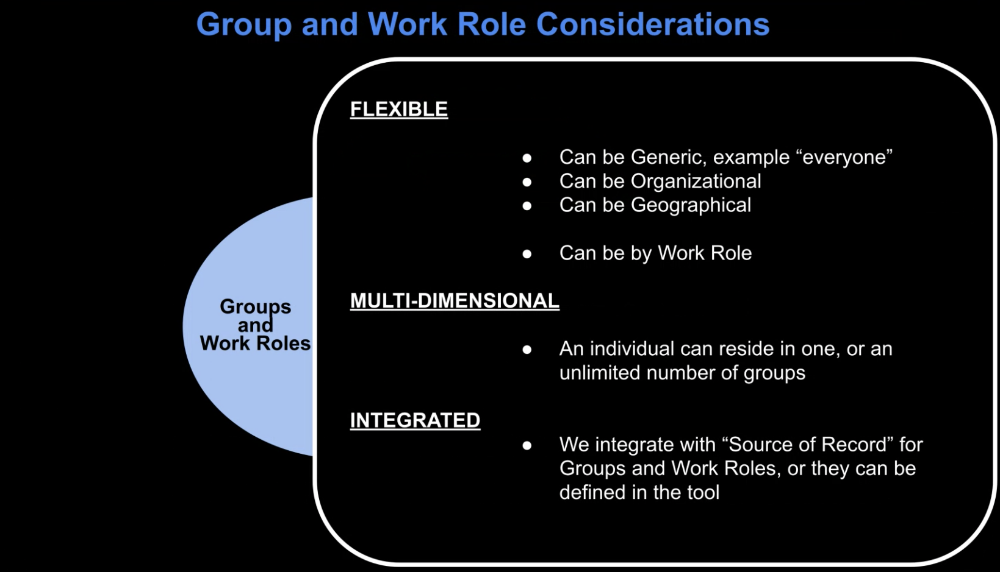 Group and Work Role Considerations
Groups
and
Work Roles
FLEXIBLE
● Can be Generic, example “everyone”
● Can be Organizational
● Can be Geographical
● Can be by Work Role
MULTI-DIMENSIONAL
● An individual can reside in one, or an
unlimited number of groups
INTEGRATED
● We integrate with “Source of Record” for
Groups and Work Roles, or they can be
defined in the tool